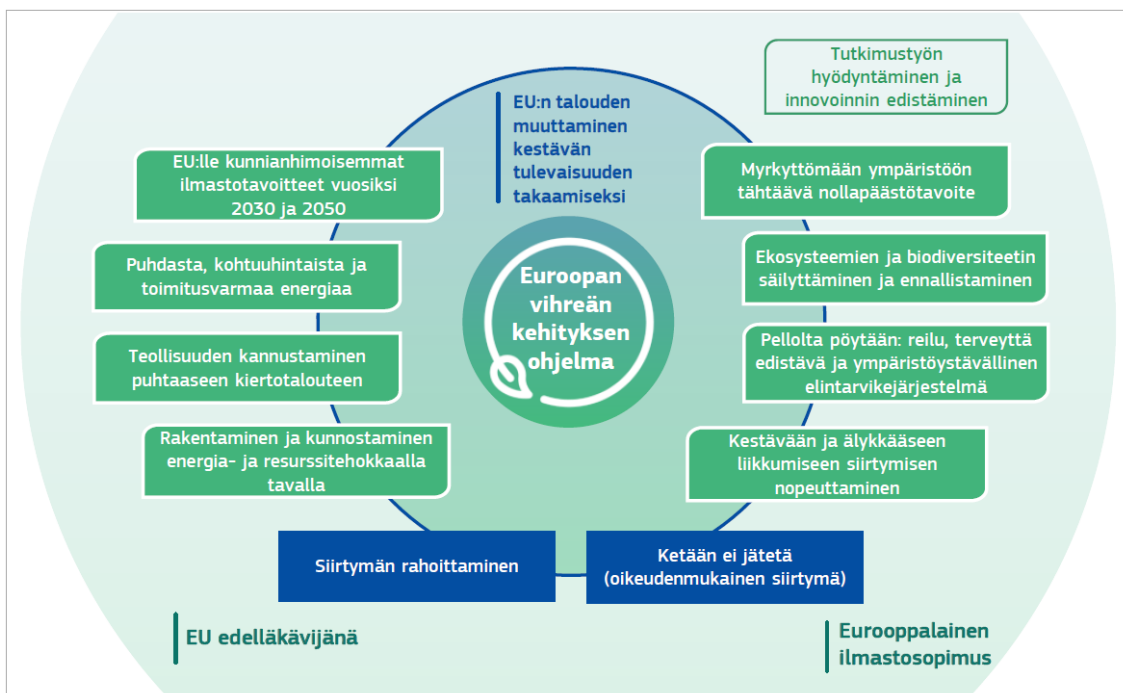 Tutkimustyön
hyödyntäminen ja
innovoinnin edistäminen
EU:n talouden
muuttaminen
kestävän
tulevaisuuden
takaamiseksi
EU:lle kunnianhimoisemmat
ilmastotavoitteet vuosiksi
2030 ja 2050
Puhdasta, kohtuuhintaista ja
toimitusvarmaa energiaa
Teollisuuden kannustaminen
puhtaaseen kiertotalouteen
Rakentaminen ja kunnostaminen
energia- ja resurssitehokkaalla
tavalla
Euroopan
vihreän
kehityksen
ohjelma
Myrkyttömään ympäristöön
tähtäävä nollapäästötavoite
Ekosysteemien ja biodiversiteetin
säilyttäminen ja ennallistaminen
Pellolta pöytään: reilu, terveyttä
edistävä ja ympäristöystävällinen
elintarvikejärjestelmä
Kestävään ja älykkääseen
liikkumiseen siirtymisen
nopeuttaminen
Siirtymän rahoittaminen
Ketään ei jätetä
(oikeudenmukainen siirtymä)
EU edelläkävijänä
Eurooppalainen
ilmastosopimus